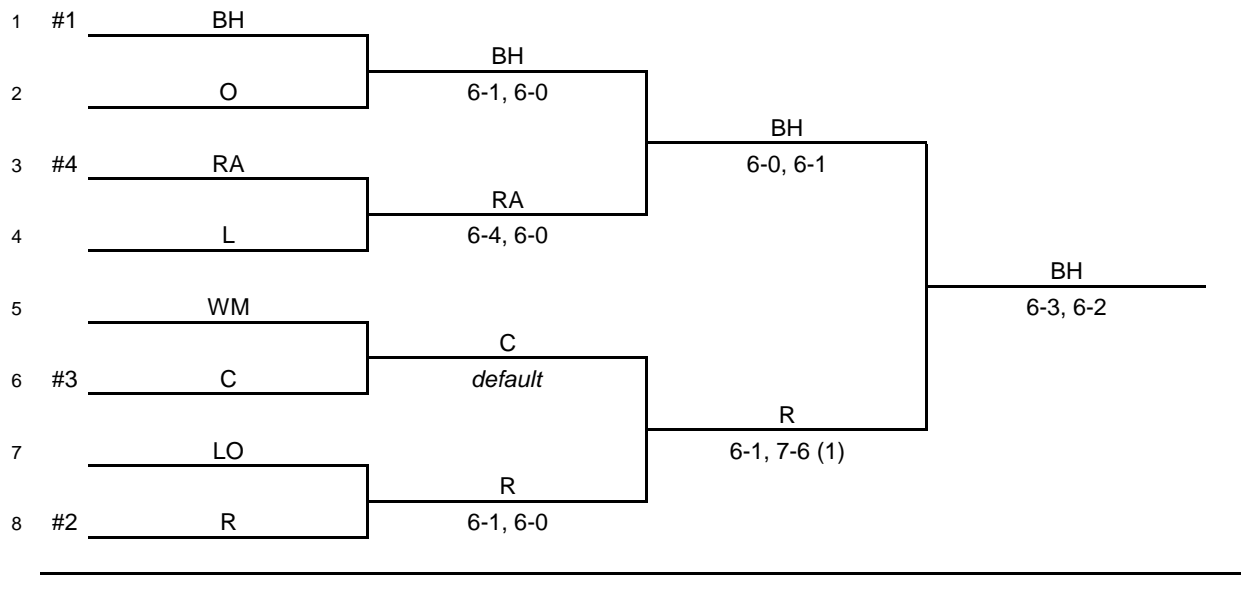 1 #1 BH
BH
2 O 6-1, 6-0
BH
3 #4 RA 6-0, 6-1
RA
4 L 6-4, 6-0
BH
5 WM 6-3, 6-2
C
6 #3 C default
R
7 LO 6-1, 7-6 (1)
R
8 #2 R 6-1, 6-0